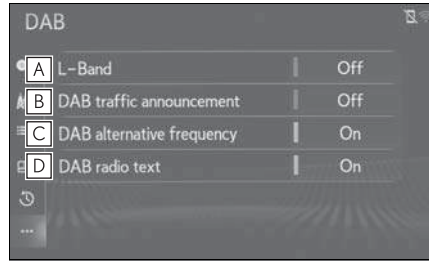 DAB
A L-Band Off
B DAB traffic announcement Off
C DAB alternative frequency On
D DAB radio text On